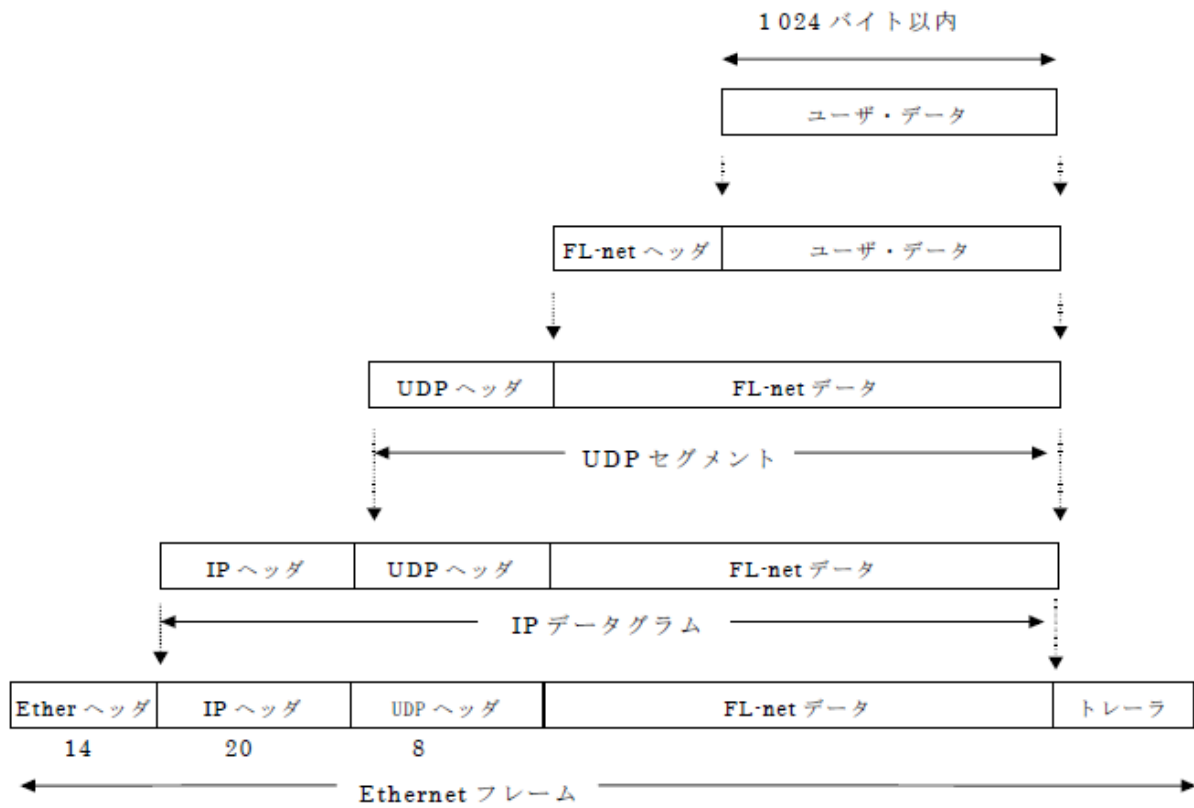 1 024 バイト以内
ユーザ・データ
FL-net ヘッダ
ユーザ・データ
UDP ヘッダ
FL-net データ
UDP セグメント
IP ヘッダ
UDP ヘッダ
FL-net データ
IP データグラム
Ether ヘッダ
IP ヘッダ
UDP ヘッダ
FL-net データ
トレーラ
14
20
8
Ethernet フレーム